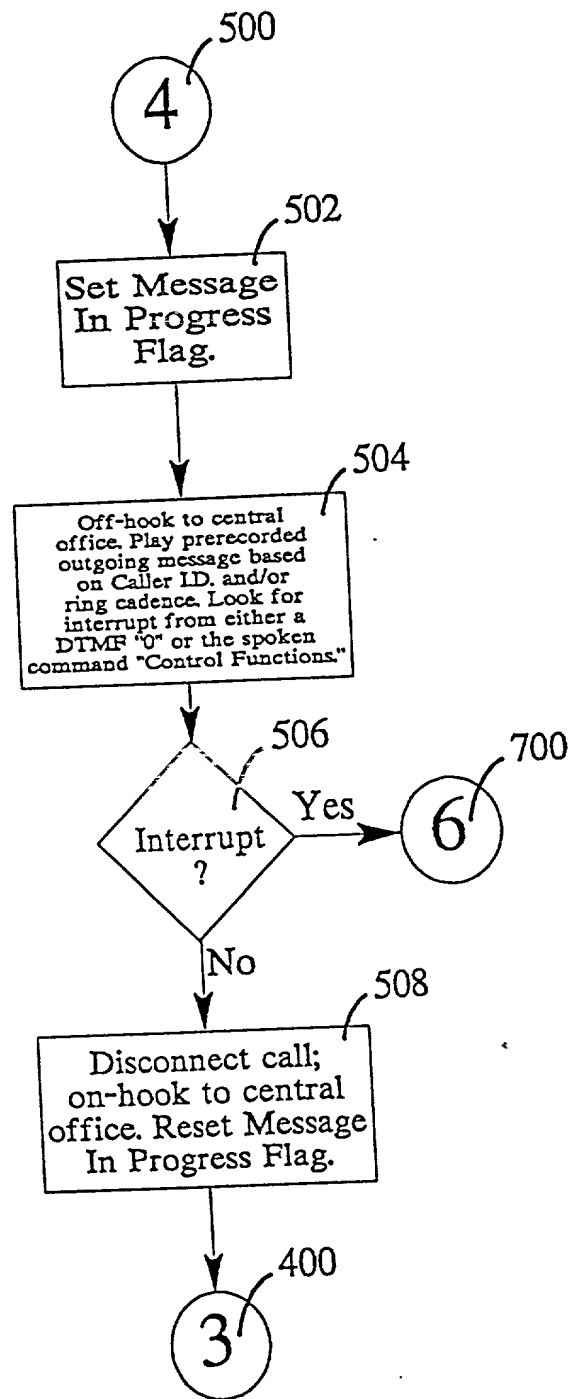 500
4
502
Set Message
In Progress
Flag.
504
Off-hook to central
office. Play prerecorded
outgoing message based
on Caller I.D. and/or
ring cadence. Look for
interrupt from either a
DTMF "0" or the spoken
command "Control Functions."
506
Interrupt
?
Yes
700
6
No
508
Disconnect call;
on-hook to central
office. Reset Message
In Progress Flag.
400
3